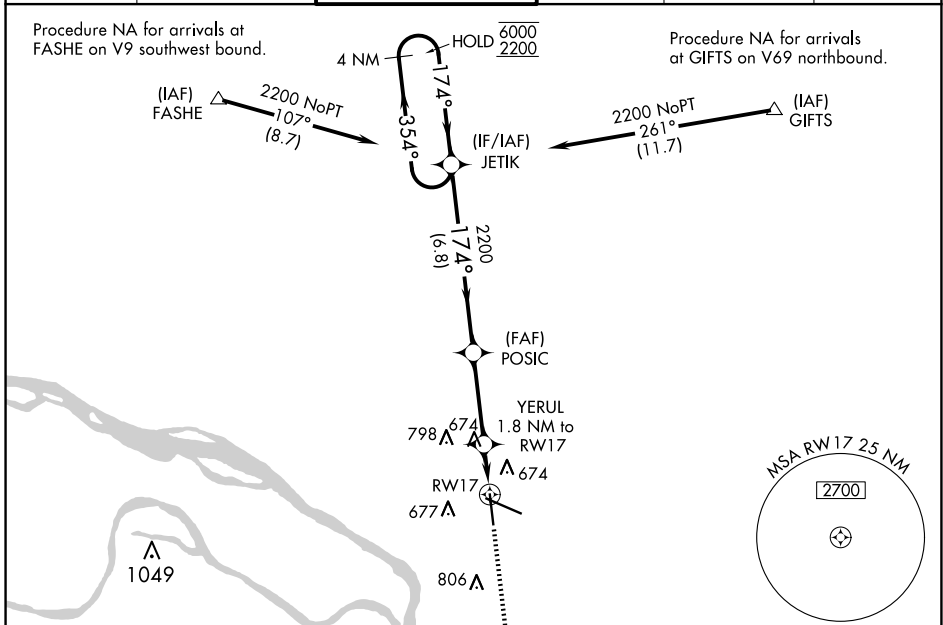 Procedure NA for arrivals at
FASHE on V9 southwest bound.
HOLD 6000
2200
4 NM
Procedure NA for arrivals
at GIFTS on V69 northbound.
(IAF)
FASHE
2200 NoPT
107°
(8.7)
174°
354°
(IF/IAF)
JETIK
2200 NoPT
261°
(11.7)
(IAF)
GIFTS
2200
174°
(6.8)
(FAF)
POSIC
YERUL
1.8 NM to
RW17
798
674
674
RW17
677
MSA RW17 25 NM
2700
1049
806